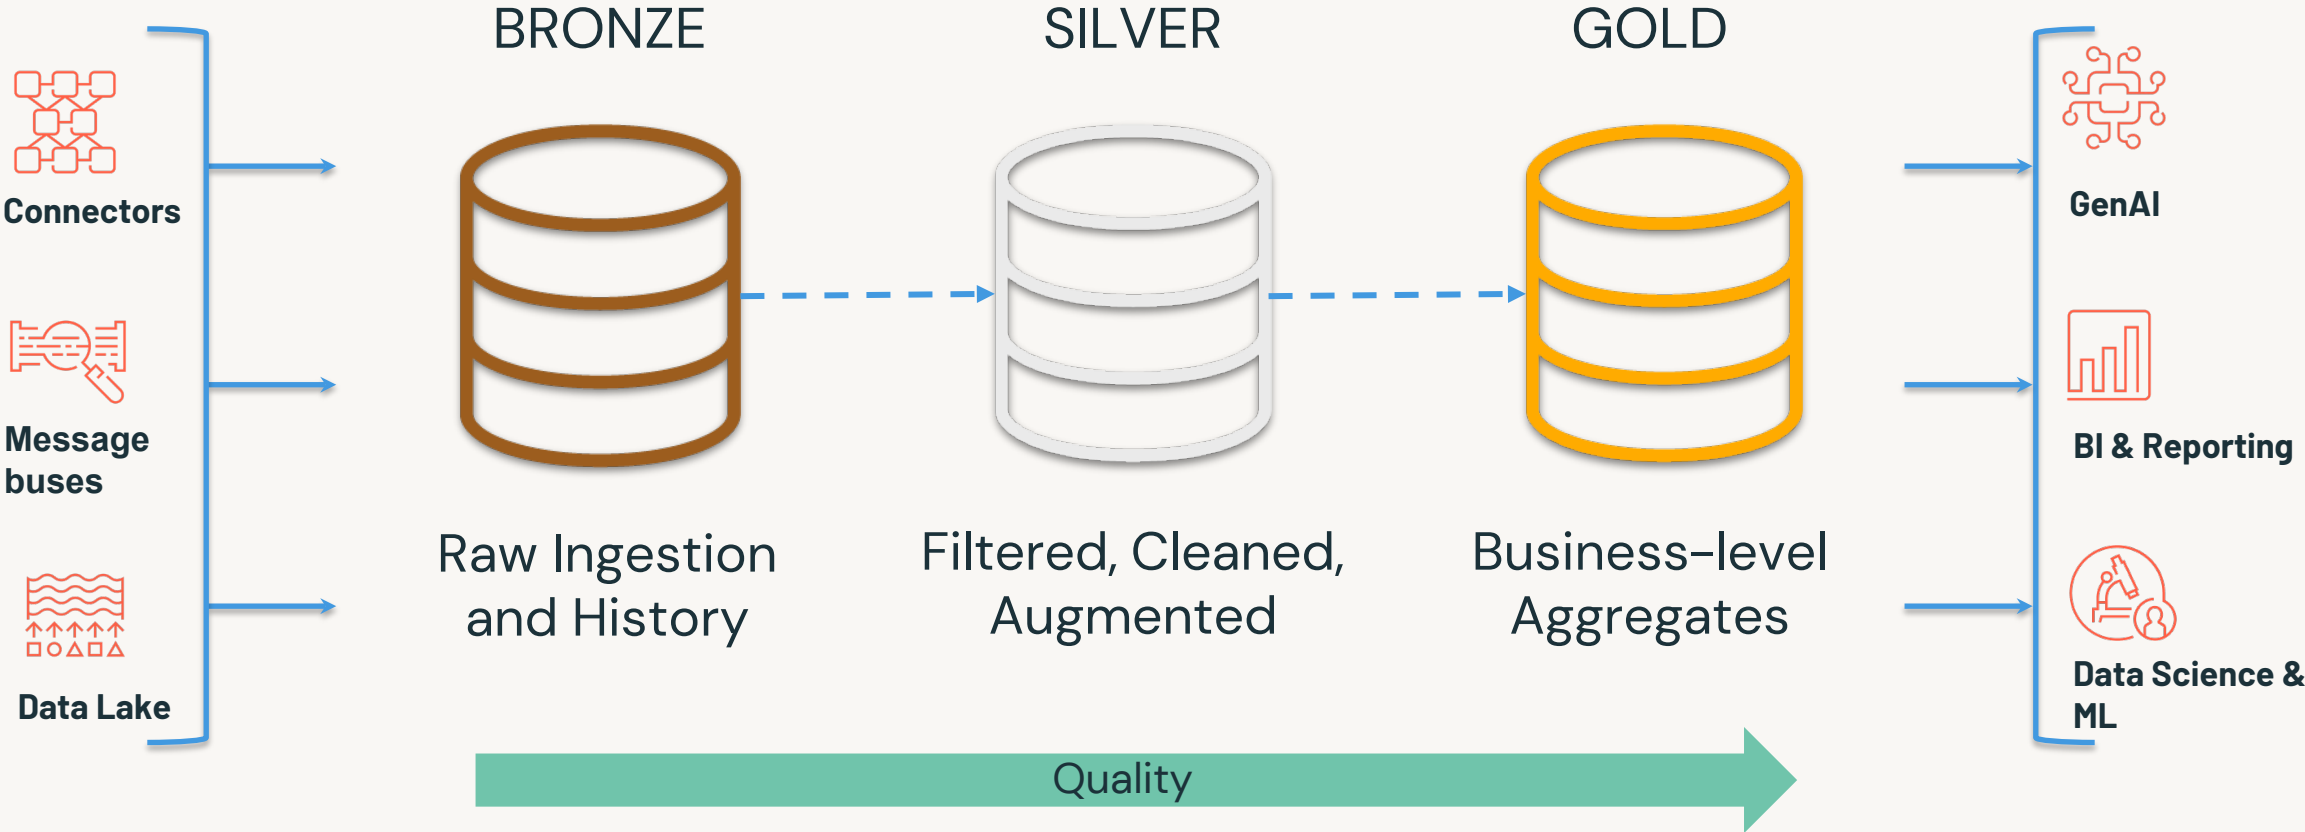 BRONZE
SILVER
GOLD
Connectors
Message
buses
Data Lake
Raw Ingestion
and History
Filtered, Cleaned,
Augmented
Business-level
Aggregates
GenAI
BI & Reporting
Data Science &
ML
Quality